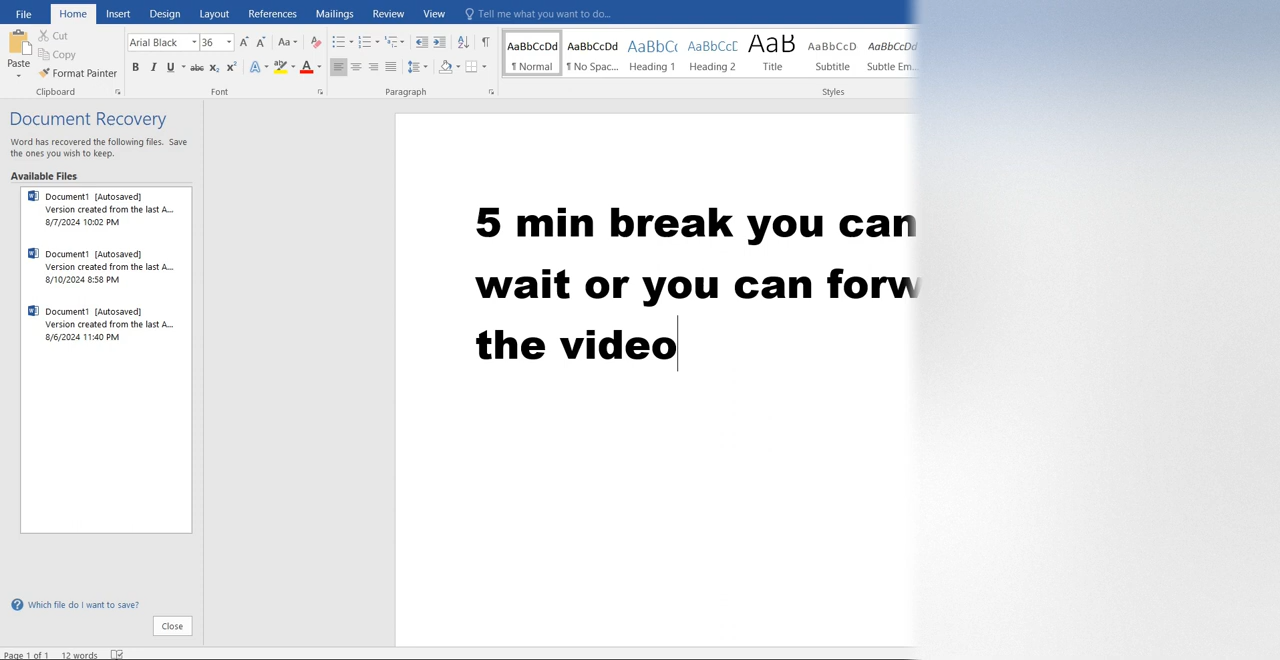 File Home Insert Design Layout References Mailings Review View Tell me what you want to do...
Paste
Cut
Copy
Format Painter
Clipboard
Arial Black 36
Font
Paragraph
AaBbCcDd AaBbCcDd AaBbCc AaBbCcD AaB AaBbCcD AaBbCcDd
¶ Normal ¶ No Spac... Heading 1 Heading 2 Title Subtitle Subtle Em...
Styles
Document Recovery
Word has recovered the following files. Save
the ones you wish to keep.
Available Files
Document1 [Autosaved]
Version created from the last A...
8/7/2024 10:02 PM
Document1 [Autosaved]
Version created from the last A...
8/10/2024 8:58 PM
Document1 [Autosaved]
Version created from the last A...
8/6/2024 11:40 PM
Which file do I want to save?
Close
5 min break you can
wait or you can forw
the video
Page 1 of 1 12 words